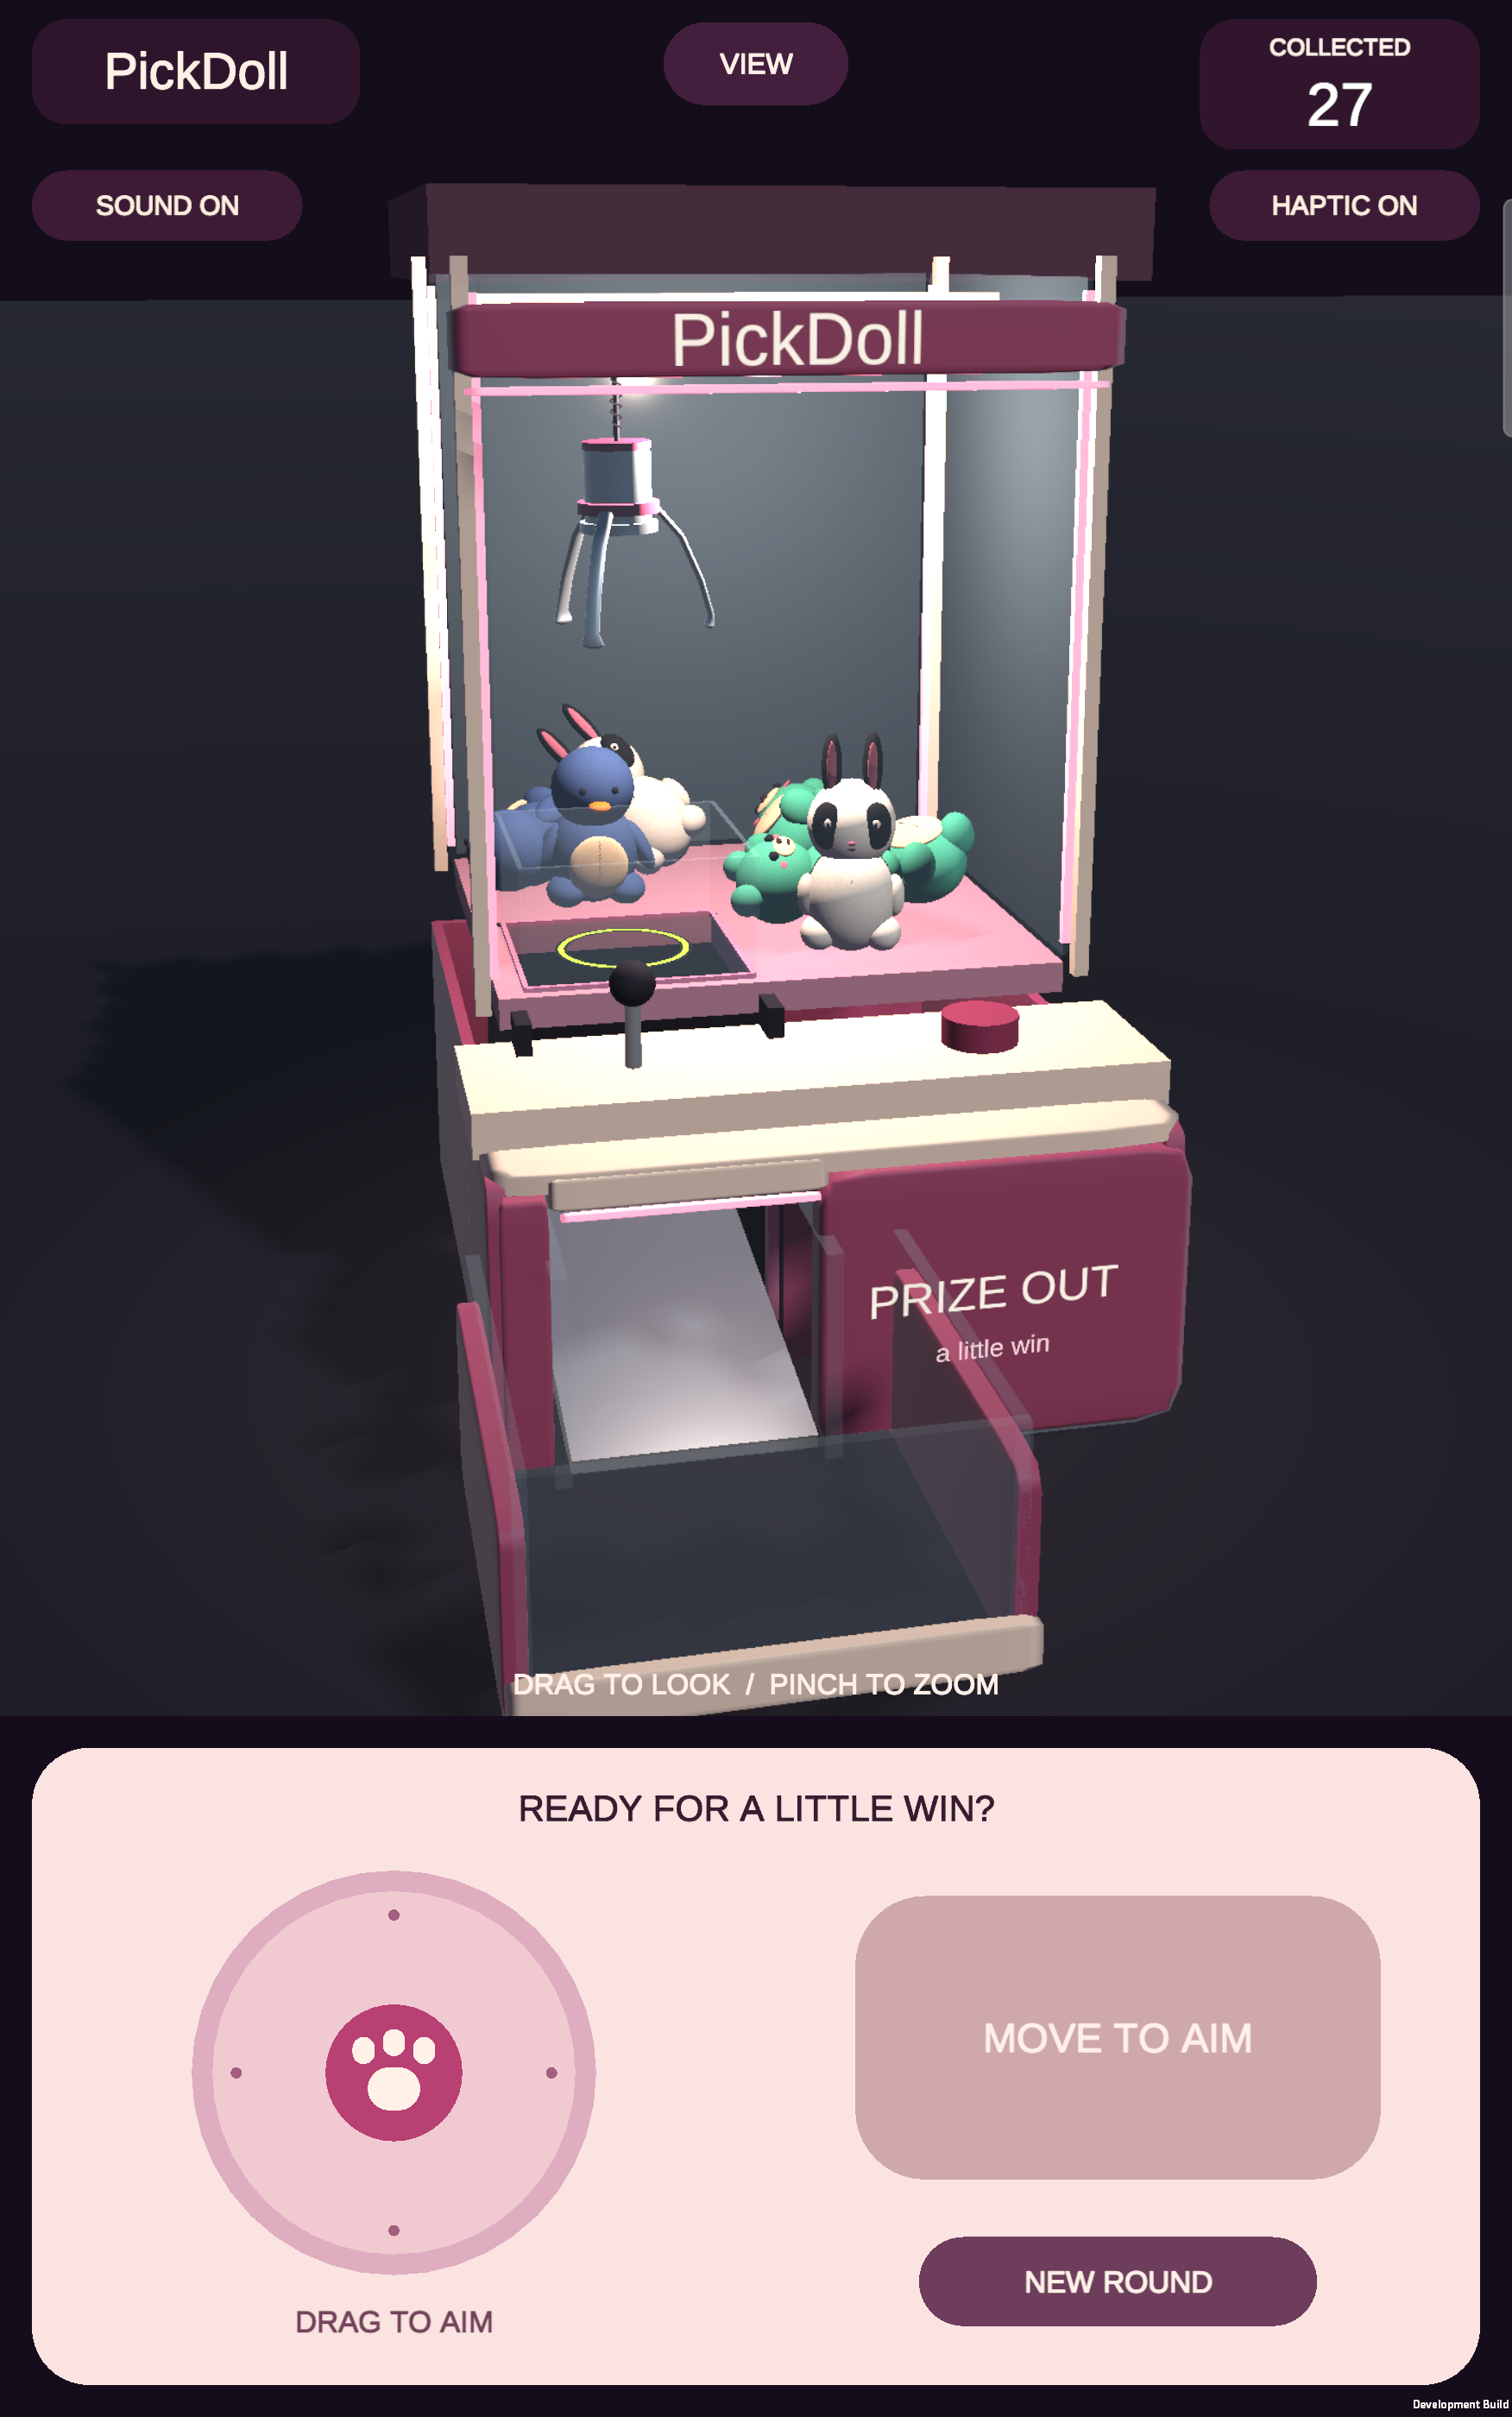 PickDoll
VIEW
COLLECTED
27
SOUND ON
HAPTIC ON
PickDoll
PRIZE OUT
a little win
DRAG TO LOOK / PINCH TO ZOOM
READY FOR A LITTLE WIN?
MOVE TO AIM
NEW ROUND
DRAG TO AIM
Development Build